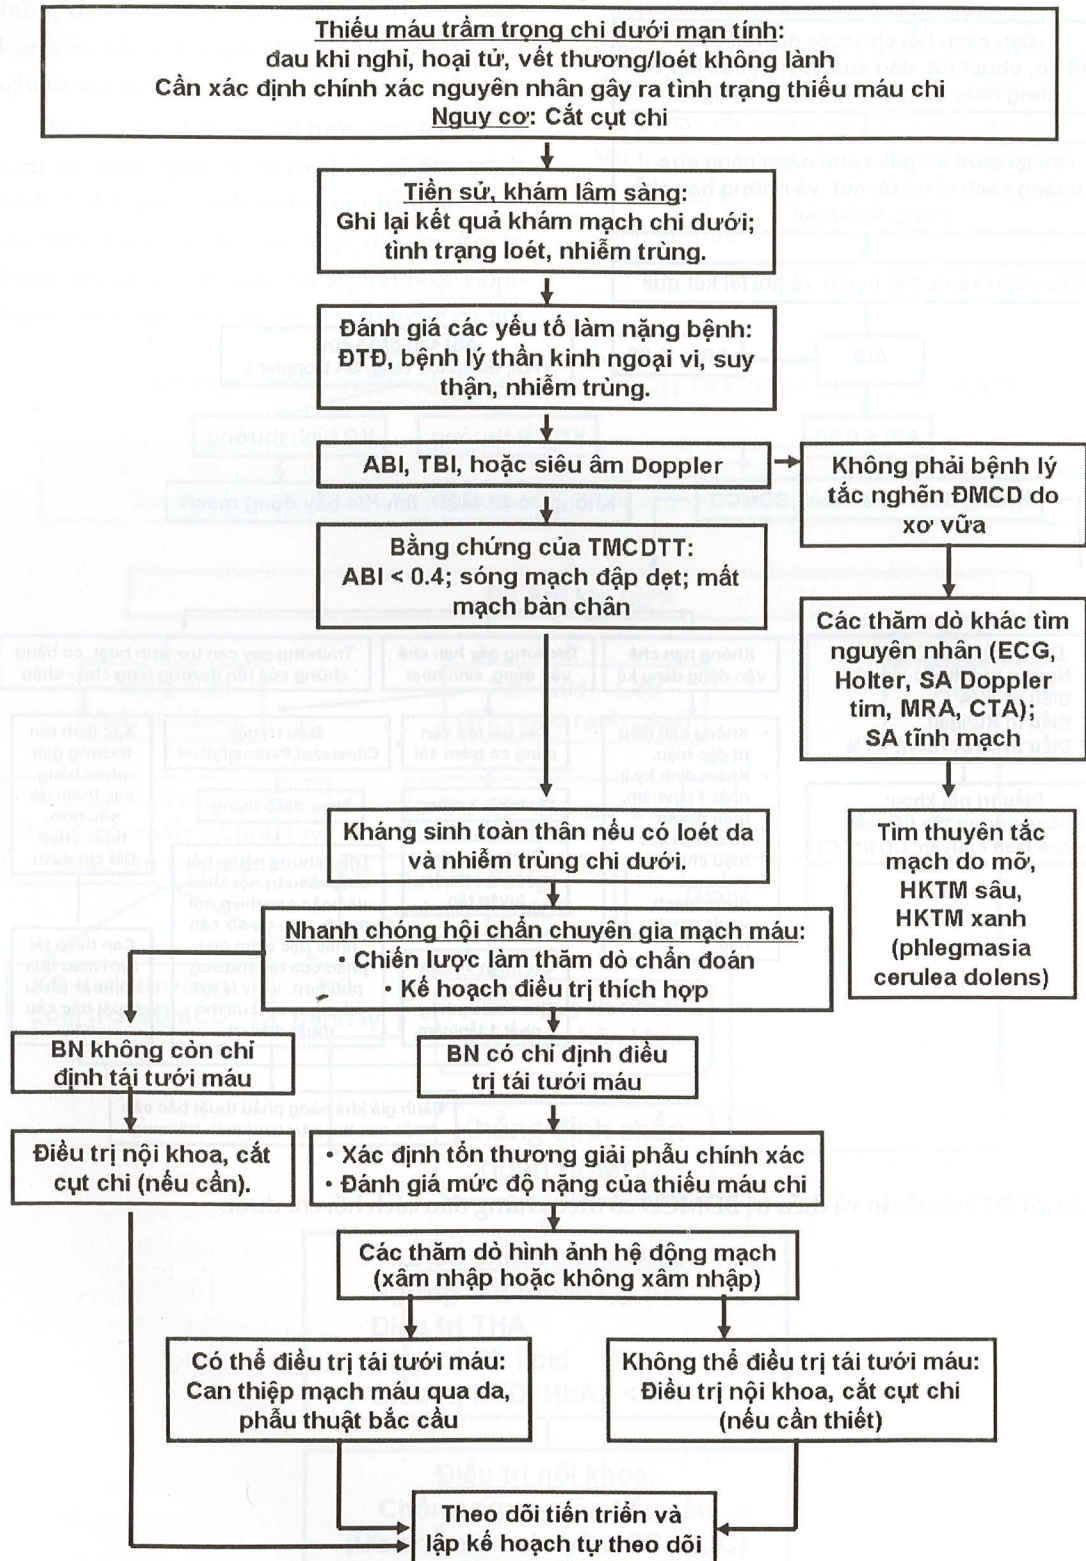 Thiếu máu trầm trọng chi dưới mạn tính:
đau khi nghỉ, hoại tử, vết thương/loét không lành
Cần xác định chính xác nguyên nhân gây ra tình trạng thiếu máu chi
Nguy cơ: Cắt cụt chi
Tiền sử, khám lâm sàng:
Ghi lại kết quả khám mạch chi dưới;
tình trạng loét, nhiễm trùng.
Đánh giá các yếu tố làm nặng bệnh:
ĐTĐ, bệnh lý thần kinh ngoại vi, suy
thận, nhiễm trùng.
ABI, TBI, hoặc siêu âm Doppler
Không phải bệnh lý
tắc nghẽn ĐMCD do
xơ vữa
Bằng chứng của TMCDTT:
ABI < 0.4; sóng mạch đập dẹt; mất
mạch bàn chân
Các thăm dò khác tìm
nguyên nhân (ECG,
Holter, SA Doppler
tim, MRA, CTA);
SA tĩnh mạch
Kháng sinh toàn thân nếu có loét da
và nhiễm trùng chi dưới.
Tìm thuyên tắc
mạch do mỡ,
HKTM sâu,
HKTM xanh
(phlegmasia
cerulea dolens)
Nhanh chóng hội chẩn chuyên gia mạch máu:
• Chiến lược làm thăm dò chẩn đoán
• Kế hoạch điều trị thích hợp
BN không còn chỉ
định tái tưới máu
BN có chỉ định điều
trị tái tưới máu
Điều trị nội khoa, cắt
cụt chi (nếu cần).
• Xác định tổn thương giải phẫu chính xác
• Đánh giá mức độ nặng của thiếu máu chi
Các thăm dò hình ảnh hệ động mạch
(xâm nhập hoặc không xâm nhập)
Có thể điều trị tái tưới máu:
Can thiệp mạch máu qua da,
phẫu thuật bắc cầu
Không thể điều trị tái tưới máu:
Điều trị nội khoa, cắt cụt chi
(nếu cần thiết)
Theo dõi tiến triển và
lập kế hoạch tự theo dõi